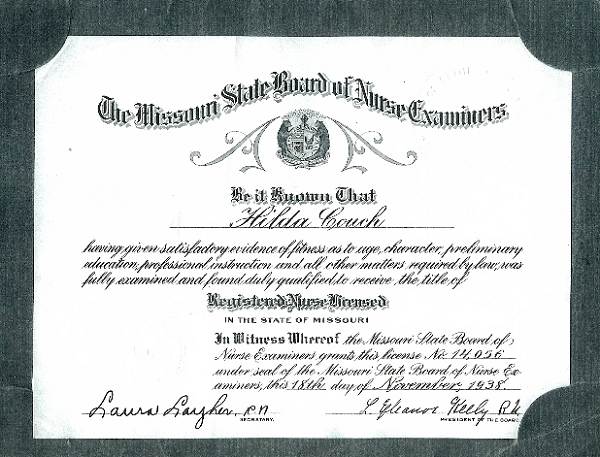 The Missouri State Board of Nurse Examiners
Be it Known That
Hilda Couch
having given satisfactory evidence of fitness as to age, character, preliminary
education, professional instruction and all other matters required by law, was
fully examined and found duly qualified to receive the title of
Registered Nurse Licensed
IN THE STATE OF MISSOURI
In Witness Whereof the Missouri State Board of
Nurse Examiners grants this license No. 14,056
under seal of the Missouri State Board of Nurse Ex-
aminers, this 18th day of November, 1938
Laura R.N. L. Eleanor Keely R.N.
SECRETARY. PRESIDENT OF THE BOARD